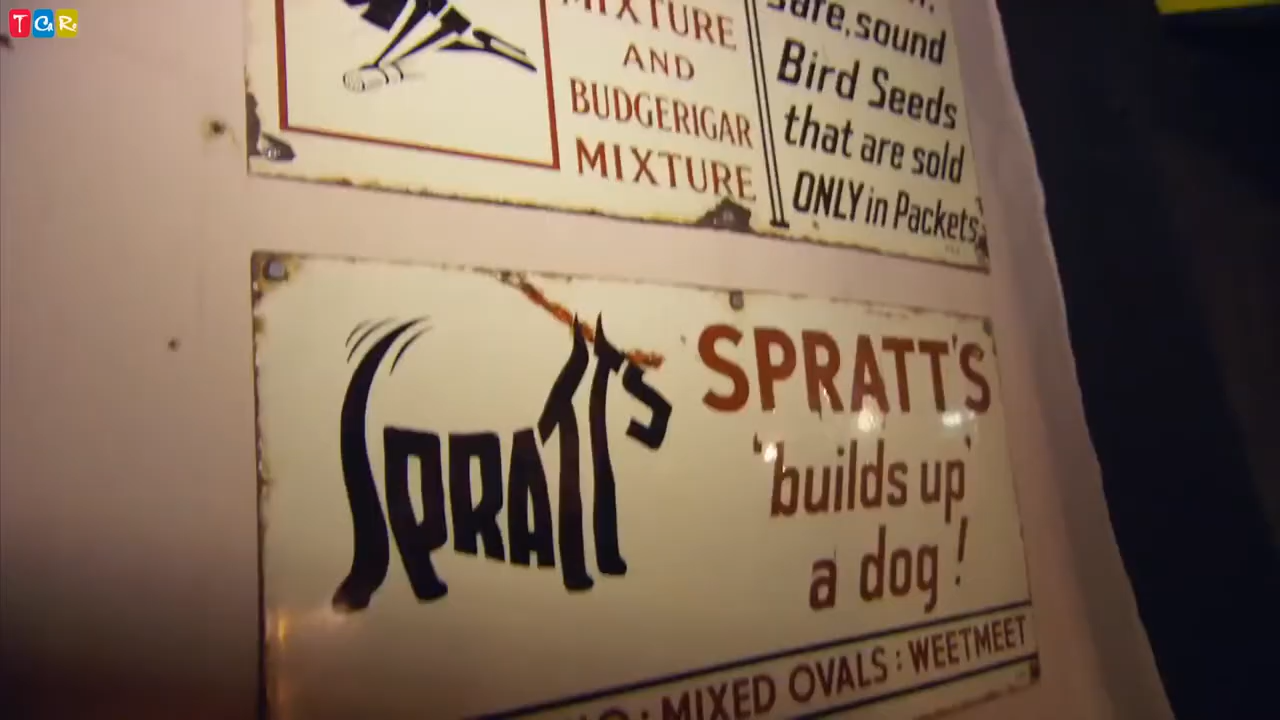 TGR
MIXTURE
AND
BUDGERIGAR
MIXTURE
safe, sound
Bird Seeds
that are sold
ONLY in Packets
SPRATT'S
SPRATT'S
'builds up'
a dog!
: MIXED OVALS : WEETMEET